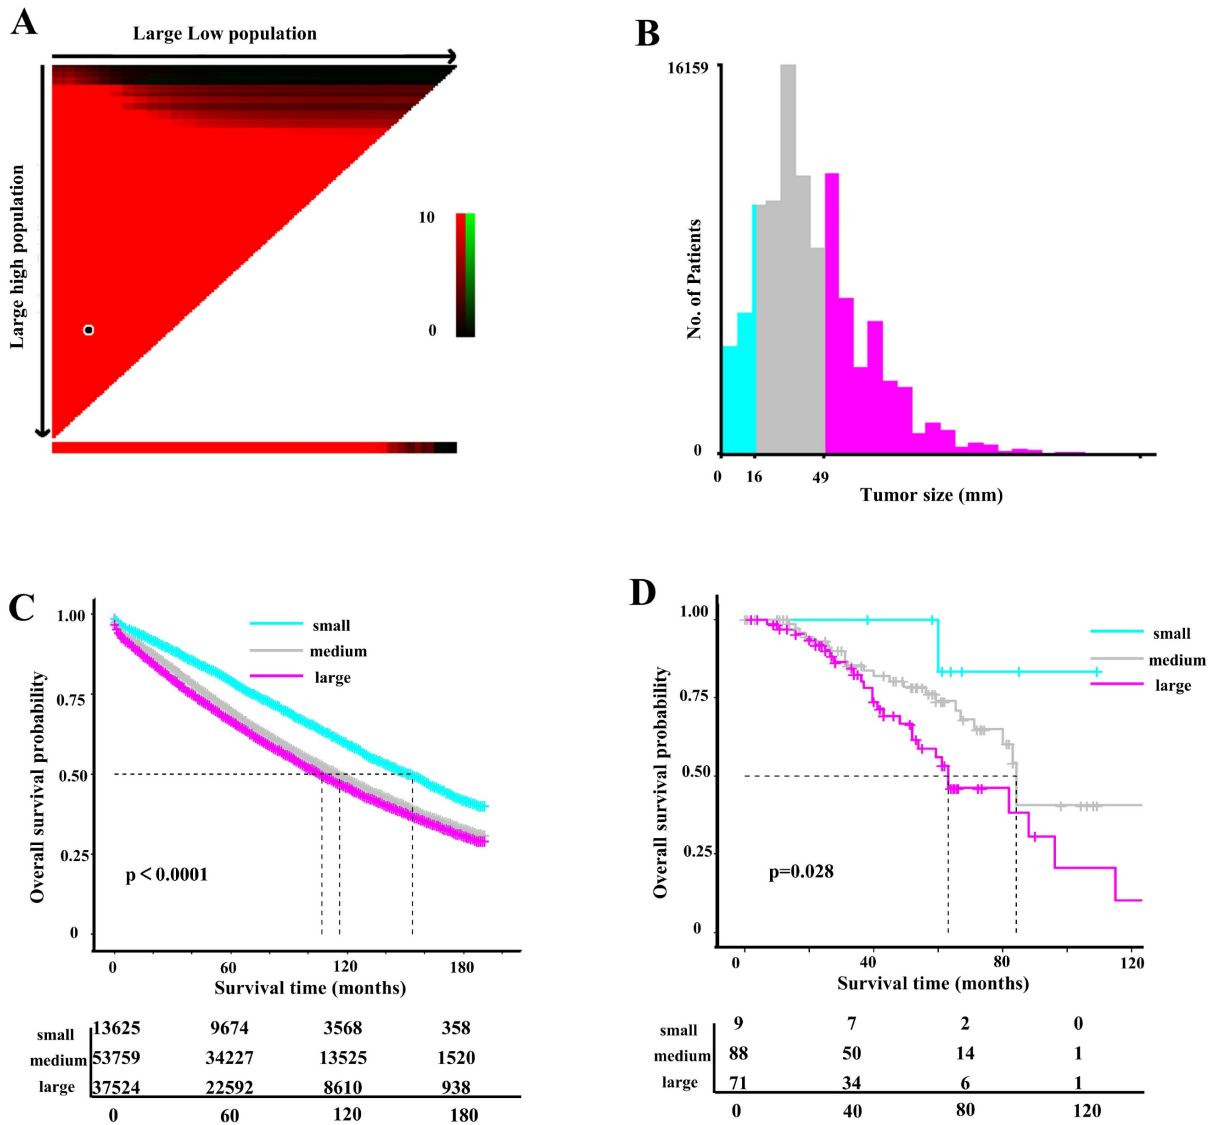 A
Large Low population
Large high population
10
0
B
16159
No. of Patients
0
0 16 49
Tumor size (mm)
C
1.00
0.75
0.50
0.25
0
Overall survival probability
small
medium
large
p<0.0001
0 60 120 180
Survival time (months)
small 13625 9674 3568 358
medium 53759 34227 13525 1520
large 37524 22592 8610 938
0 60 120 180
D
1.00
0.75
0.50
0.25
0
Overall survival probability
small
medium
large
p=0.028
0 40 80 120
Survival time (months)
small 9 7 2 0
medium 88 50 14 1
large 71 34 6 1
0 40 80 120